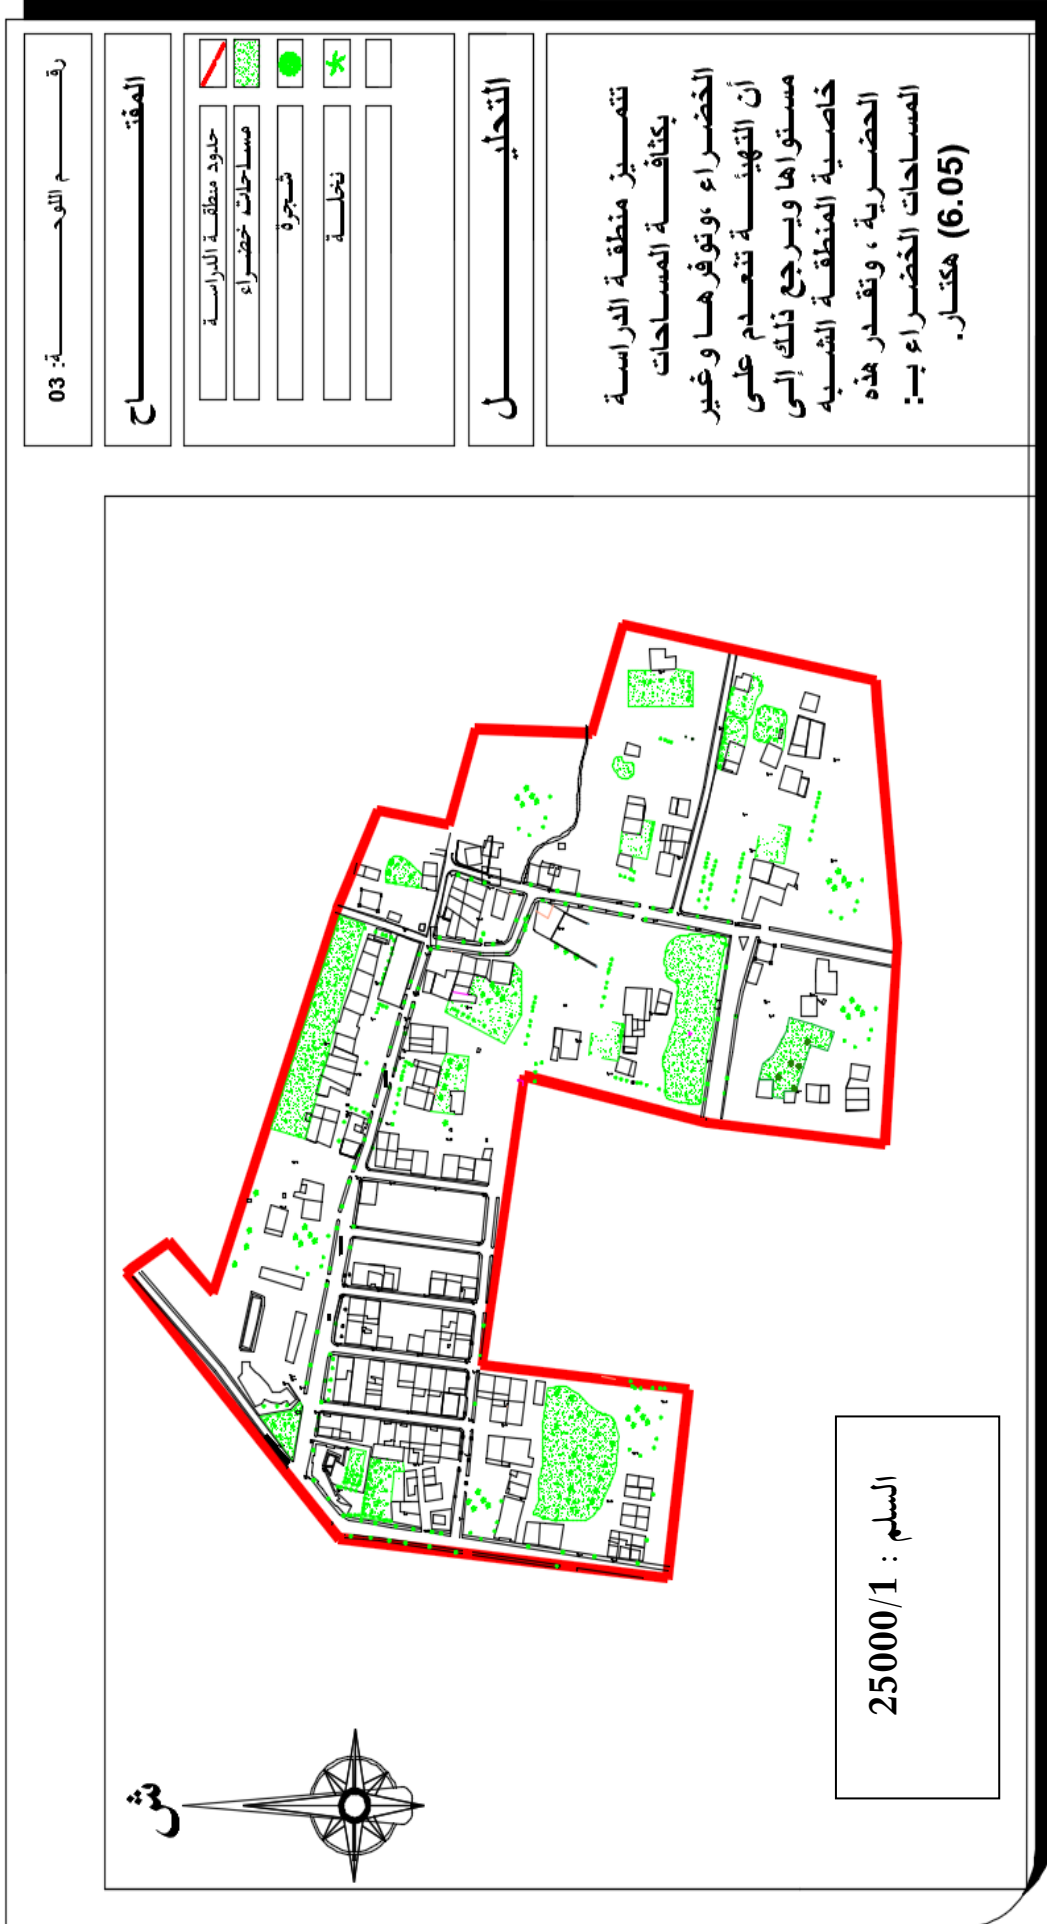 رقم اللوحة: 03
المفتاح
حدود منطقة الدراسة
مساحات خضراء
شجرة
نخلة
التحليل
تتميز منطقة الدراسة
بكثافة المساحات
الخضراء ،وتوفرها وغير
أن التهيئة تنعدم على
مستواها ويرجع ذلك إلى
خاصية المنطقة الشبه
الحضرية ، وتقدر هذه
المساحات الخضراء بـ:
(6.05) هكتار.
السلم : 25000/1
ش